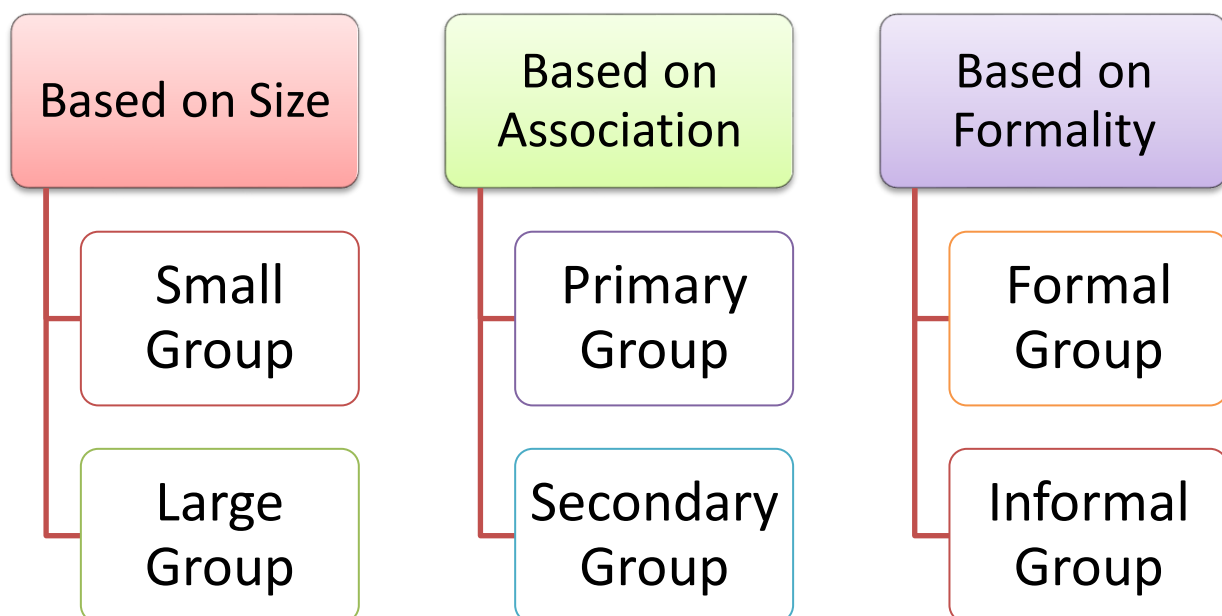 Based on Size
Small
Group
Large
Group
Based on
Association
Primary
Group
Secondary
Group
Based on
Formality
Formal
Group
Informal
Group